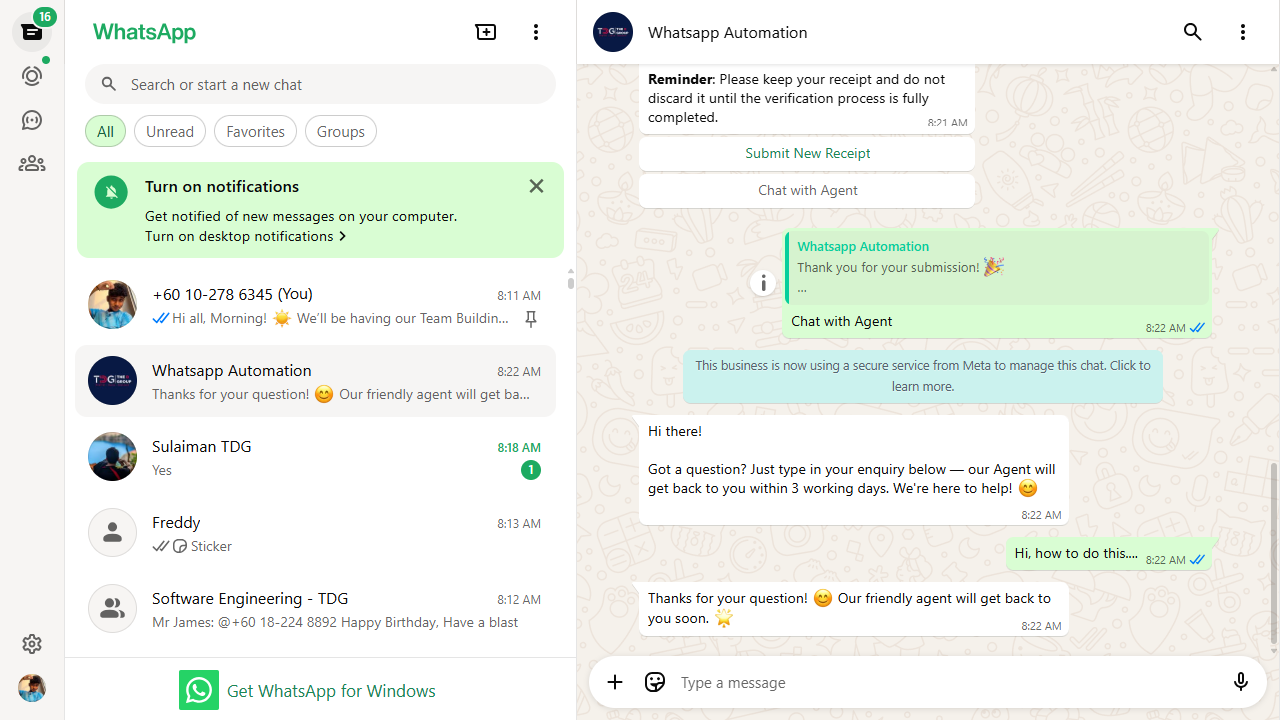 16
WhatsApp
Search or start a new chat
All
Unread
Favorites
Groups
Turn on notifications
Get notified of new messages on your computer.
Turn on desktop notifications
+60 10-278 6345 (You)
8:11 AM
Hi all, Morning! ☀️ We’ll be having our Team Buildin...
Whatsapp Automation
8:22 AM
Thanks for your question! 😊 Our friendly agent will get ba...
Sulaiman TDG
8:18 AM
Yes
1
Freddy
8:13 AM
Sticker
Software Engineering - TDG
8:12 AM
Mr James: @+60 18-224 8892 Happy Birthday, Have a blast
Get WhatsApp for Windows
Whatsapp Automation
Reminder: Please keep your receipt and do not
discard it until the verification process is fully
completed.
8:21 AM
Submit New Receipt
Chat with Agent
Whatsapp Automation
Thank you for your submission! 🎉
...
Chat with Agent
8:22 AM
This business is now using a secure service from Meta to manage this chat. Click to
learn more.
Hi there!
Got a question? Just type in your enquiry below — our Agent will
get back to you within 3 working days. We're here to help! 😊
8:22 AM
Hi, how to do this....
8:22 AM
Thanks for your question! 😊 Our friendly agent will get back to
you soon. 🌟
8:22 AM
Type a message